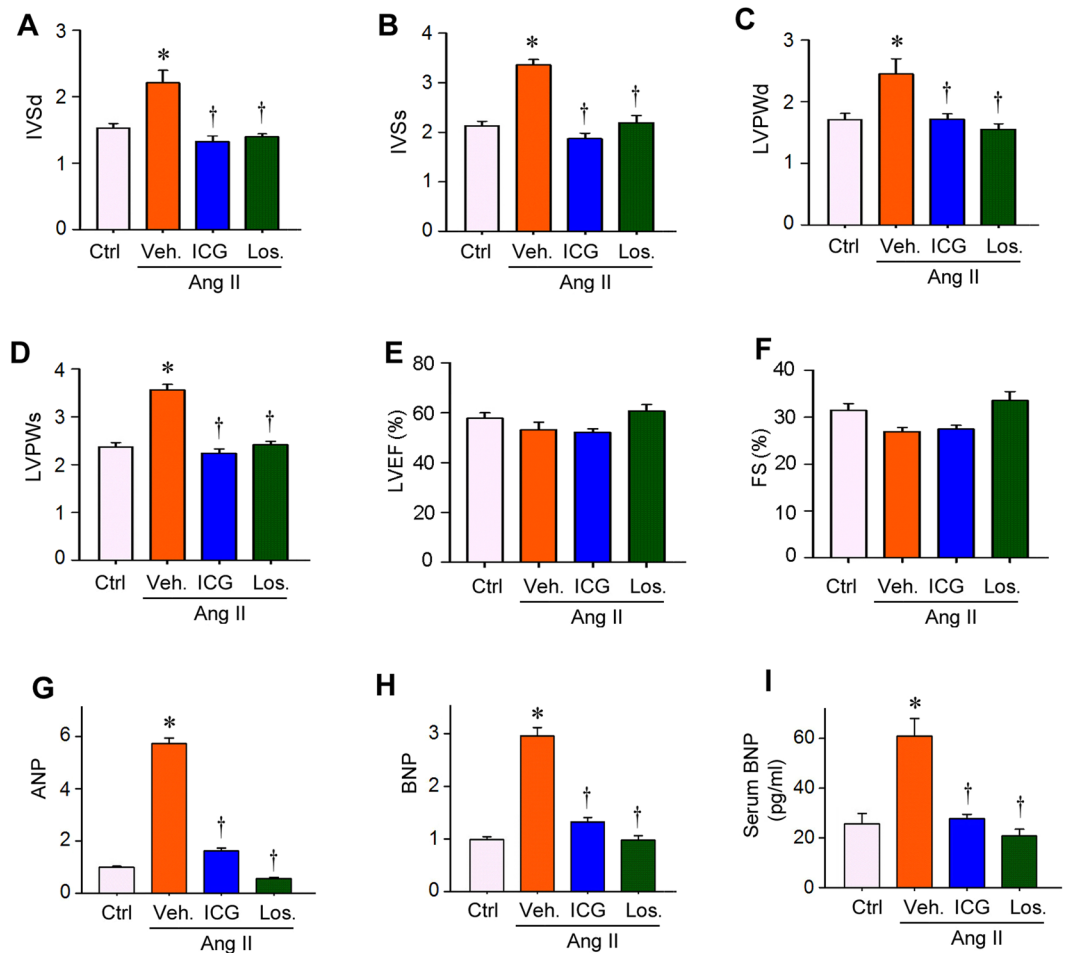 A
IVSd
3
2
1
0
*
†
†
Ctrl Veh. ICG Los.
Ang II
B
IVSs
4
3
2
1
0
*
†
†
Ctrl Veh. ICG Los.
Ang II
C
LVPWd
3
2
1
0
*
†
†
Ctrl Veh. ICG Los.
Ang II
D
LVPWs
4
3
2
1
0
*
†
†
Ctrl Veh. ICG Los.
Ang II
E
LVEF (%)
80
60
40
20
0
Ctrl Veh. ICG Los.
Ang II
F
FS (%)
40
30
20
10
0
Ctrl Veh. ICG Los.
Ang II
G
ANP
6
4
2
0
*
†
†
Ctrl Veh. ICG Los.
Ang II
H
BNP
3
2
1
0
*
†
†
Ctrl Veh. ICG Los.
Ang II
I
Serum BNP
(pg/ml)
60
40
20
0
*
†
†
Ctrl Veh. ICG Los.
Ang II